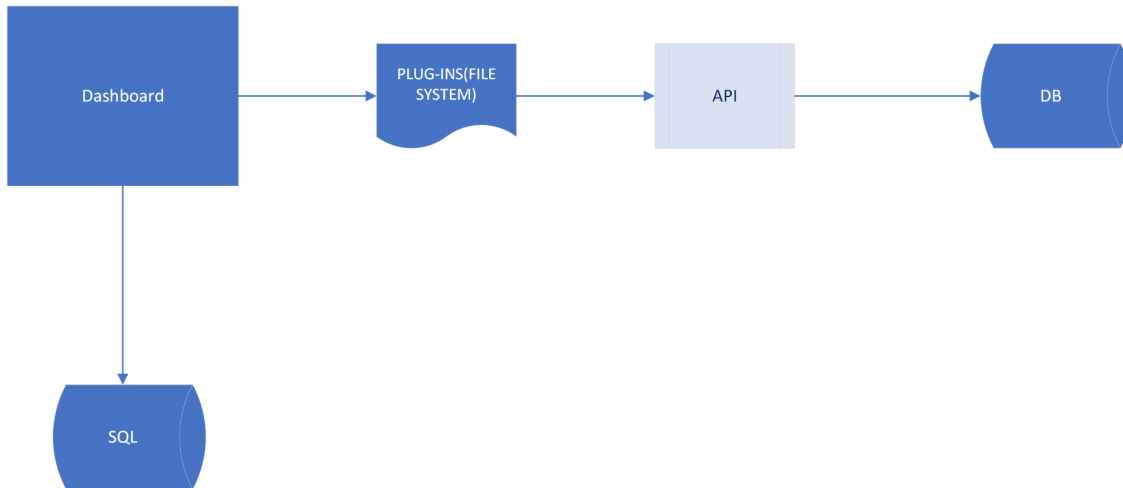 Dashboard
PLUG-INS(FILE
SYSTEM)
API
DB
SQL